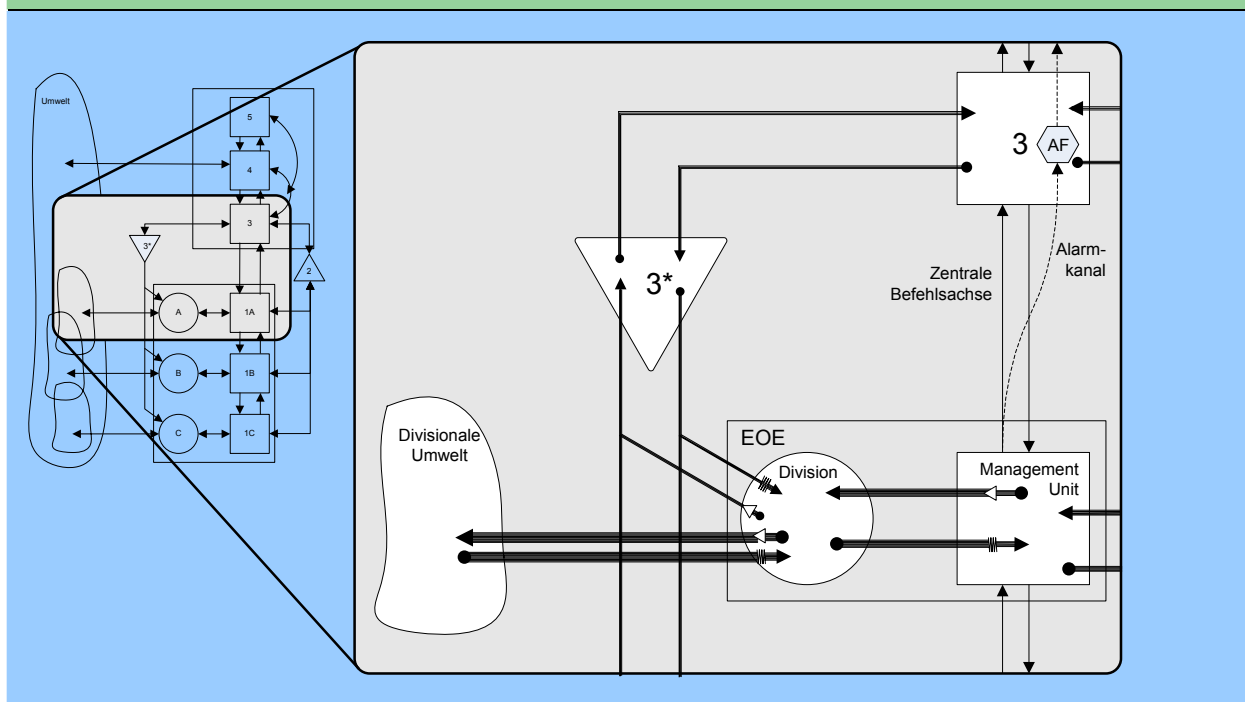 Umwelt
5
4
3
3*
2
A
1A
B
1B
C
1C
3
AF
3*
Zentrale
Befehlsachse
Alarm-
kanal
Divisionale
Umwelt
EOE
Division
Management
Unit